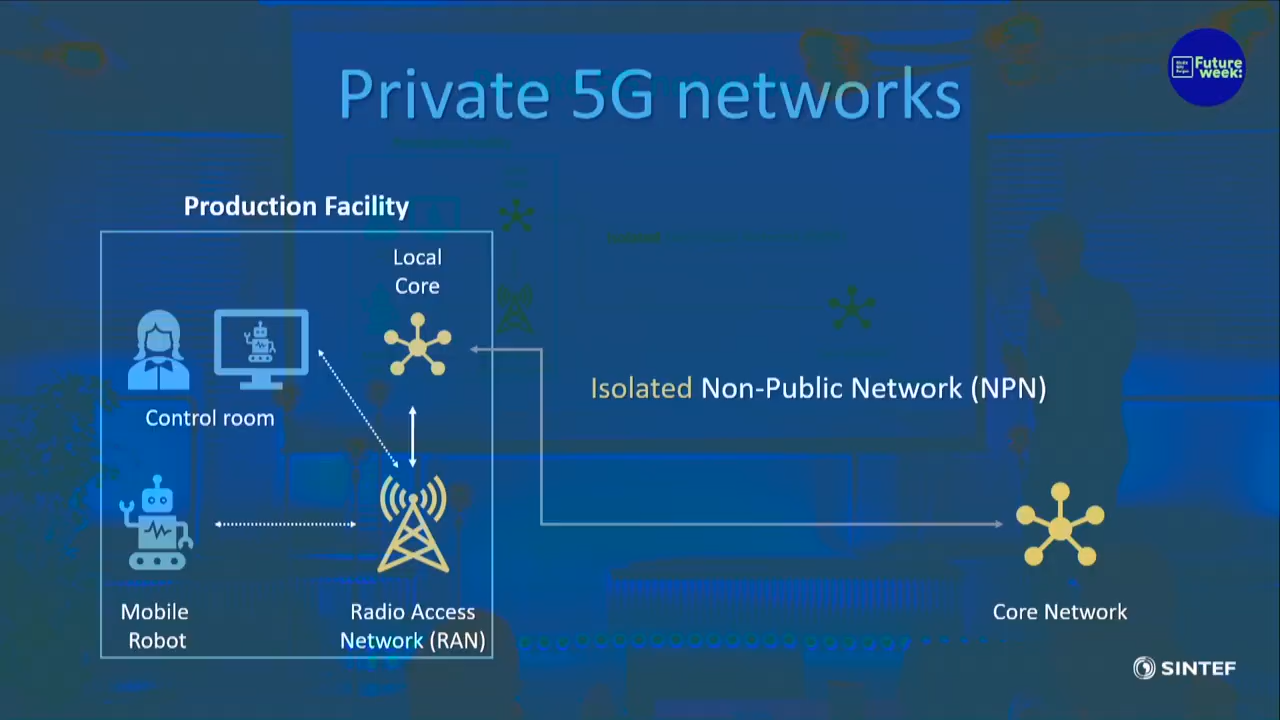 Private 5G networks
Future
week:
Production Facility
Local
Core
Control room
Isolated Non-Public Network (NPN)
Mobile
Robot
Radio Access
Network (RAN)
Core Network
SINTEF